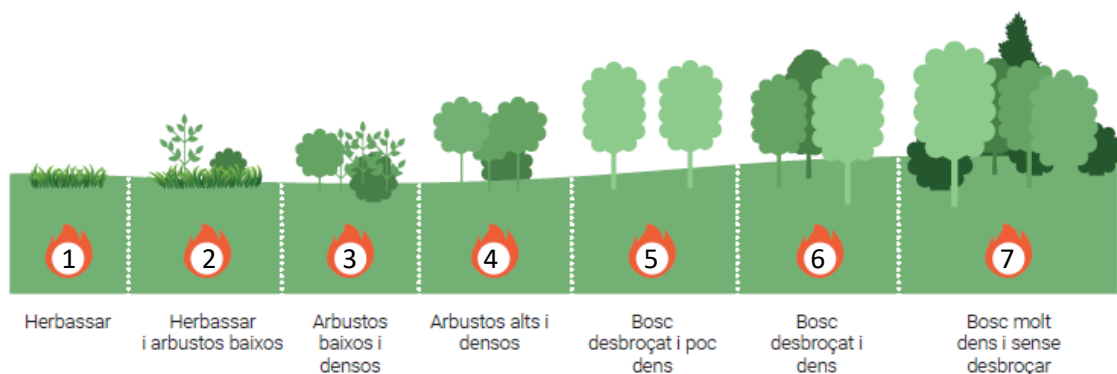 1
2
3
4
5
6
7
Herbassar
Herbassar
i arbustos baixos
Arbustos
baixos i
densos
Arbustos alts i
densos
Bosc
desbroçat i poc
dens
Bosc
desbroçat i
dens
Bosc molt
dens i sense
desbroçar